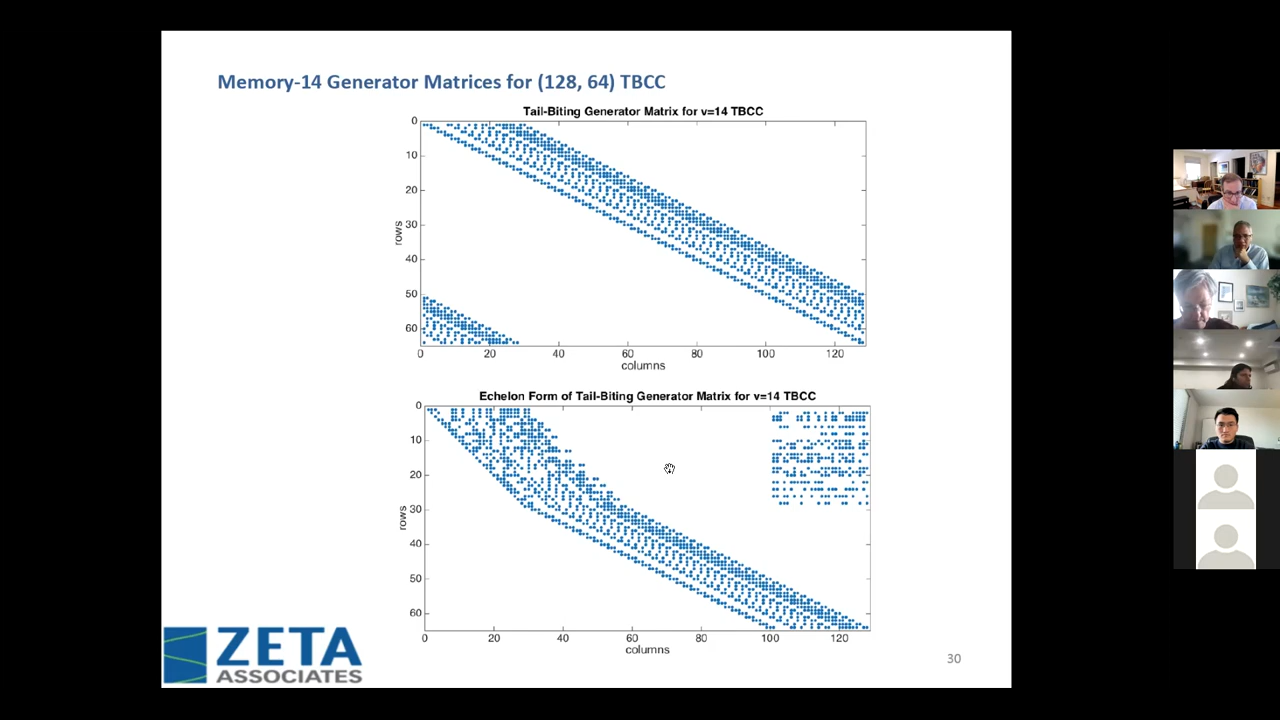 Memory-14 Generator Matrices for (128, 64) TBCC
Tail-Biting Generator Matrix for v=14 TBCC
0
10
20
30
40
50
60
rows
0 20 40 60 80 100 120
columns
Echelon Form of Tail-Biting Generator Matrix for v=14 TBCC
0
10
20
30
40
50
60
rows
0 20 40 60 80 100 120
columns
ZETA
ASSOCIATES
30